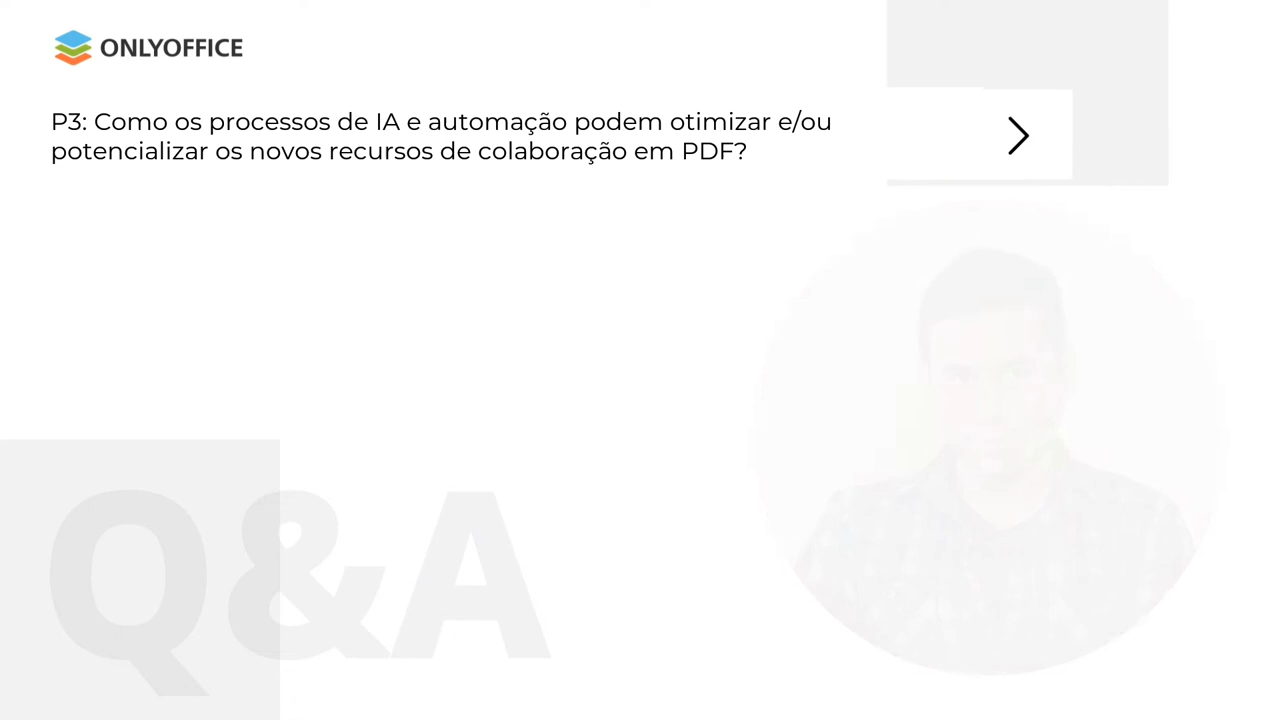 ONLYOFFICE
P3: Como os processos de IA e automação podem otimizar e/ou
potencializar os novos recursos de colaboração em PDF?
Q&A